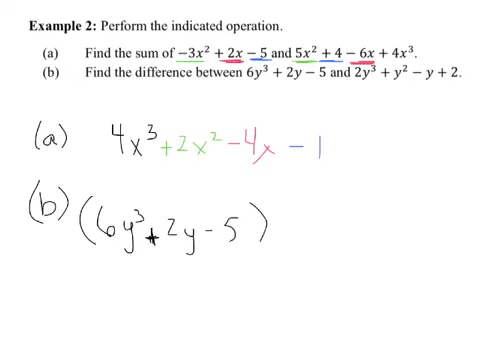 Example 2: Perform the indicated operation.
(a) Find the sum of −3x² + 2x − 5 and 5x² + 4 − 6x + 4x³.
(b) Find the difference between 6y³ + 2y − 5 and 2y³ + y² − y + 2.
(a) 4x³ + 2x² − 4x − 1
(b) (6y³ + 2y − 5)